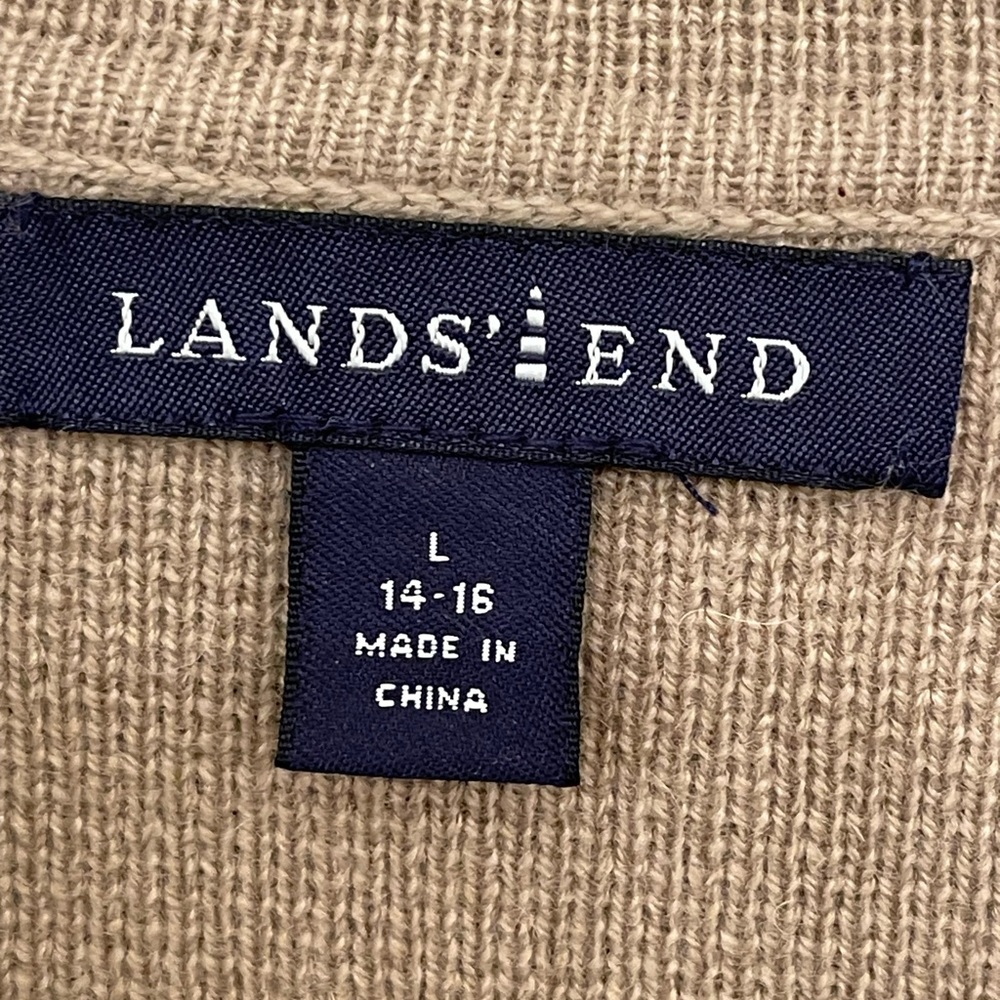 LANDS' END
L
14-16
MADE IN
CHINA